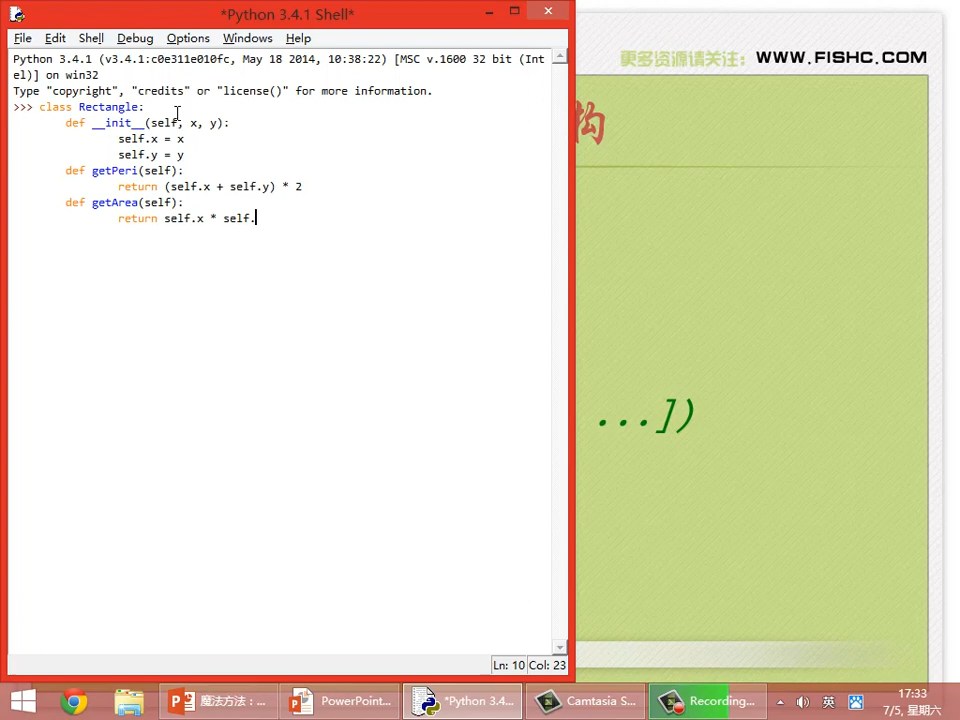 *Python 3.4.1 Shell*
File Edit Shell Debug Options Windows Help
Python 3.4.1 (v3.4.1:c0e311e010fc, May 18 2014, 10:38:22) [MSC v.1600 32 bit (Int
el)] on win32
Type "copyright", "credits" or "license()" for more information.
>>> class Rectangle:
def __init__(self, x, y):
self.x = x
self.y = y
def getPeri(self):
return (self.x + self.y) * 2
def getArea(self):
return self.x * self.
Ln: 10 Col: 23
更多资源请关注: WWW.FISHC.COM
构
...])
魔法方法: ...
PowerPoint...
*Python 3.4...
Camtasia S...
Recording...
英
17:33
7/5, 星期六